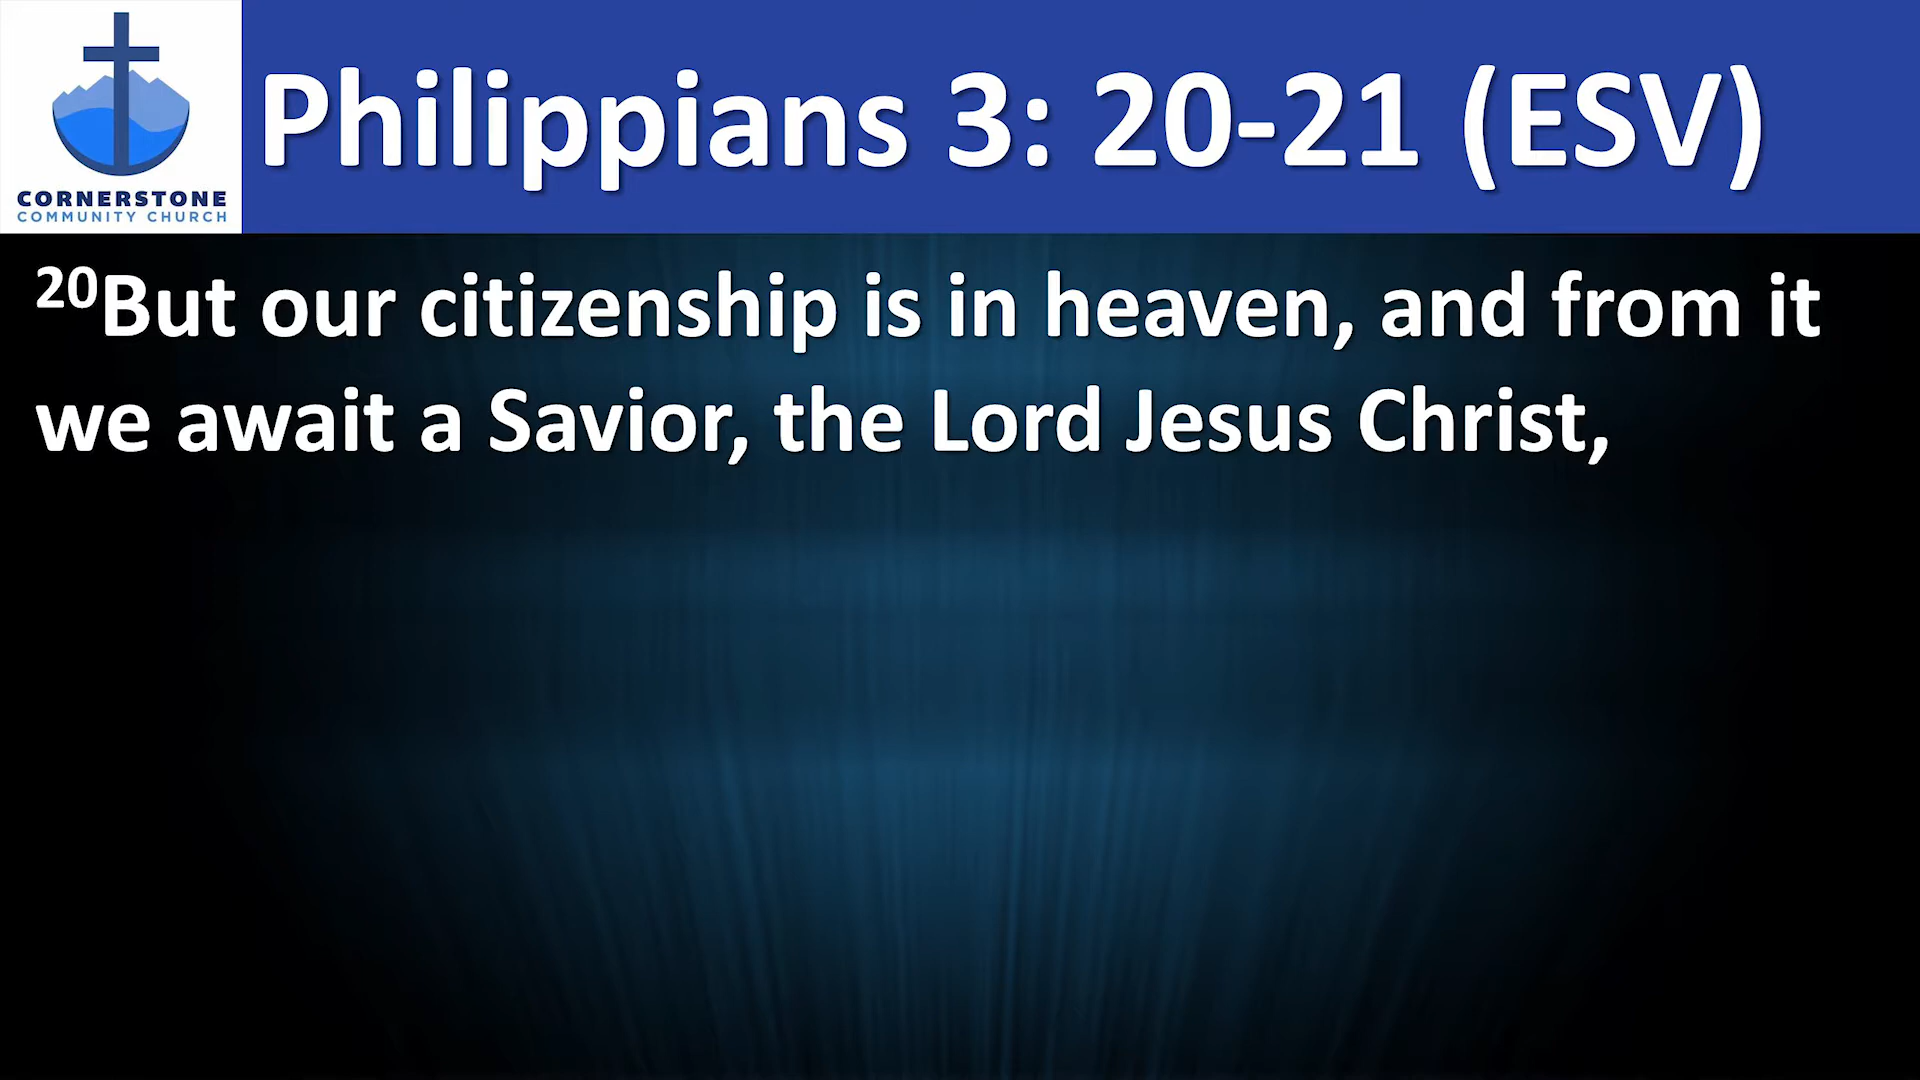 CORNERSTONE
COMMUNITY CHURCH
Philippians 3: 20-21 (ESV)
20But our citizenship is in heaven, and from it
we await a Savior, the Lord Jesus Christ,